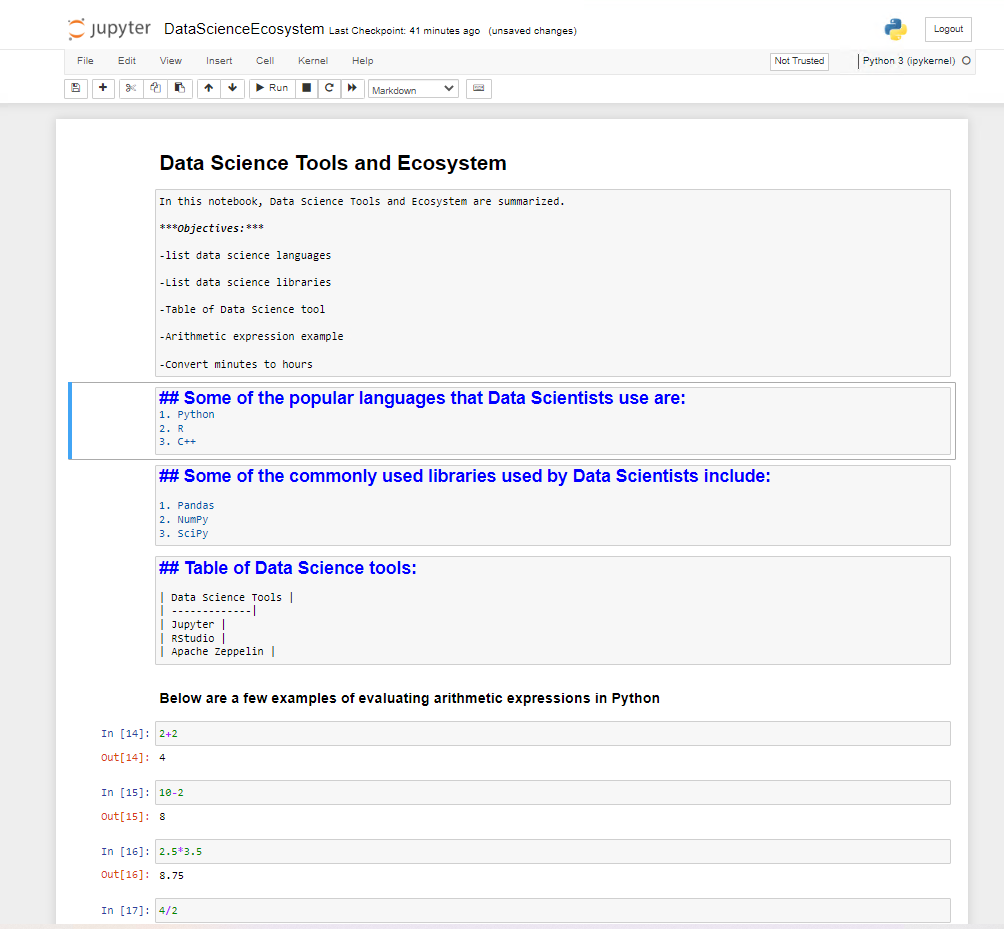 jupyter DataScienceEcosystem Last Checkpoint: 41 minutes ago (unsaved changes) Logout
File Edit View Insert Cell Kernel Help Not Trusted Python 3 (ipykernel)
Run Markdown
Data Science Tools and Ecosystem
In this notebook, Data Science Tools and Ecosystem are summarized.
***Objectives:***
-list data science languages
-List data science libraries
-Table of Data Science tool
-Arithmetic expression example
-Convert minutes to hours
## Some of the popular languages that Data Scientists use are:
1. Python
2. R
3. C++
## Some of the commonly used libraries used by Data Scientists include:
1. Pandas
2. NumPy
3. SciPy
## Table of Data Science tools:
| Data Science Tools |
| -------------|
| Jupyter |
| RStudio |
| Apache Zeppelin |
Below are a few examples of evaluating arithmetic expressions in Python
In [14]: 2+2
Out[14]: 4
In [15]: 10-2
Out[15]: 8
In [16]: 2.5*3.5
Out[16]: 8.75
In [17]: 4/2